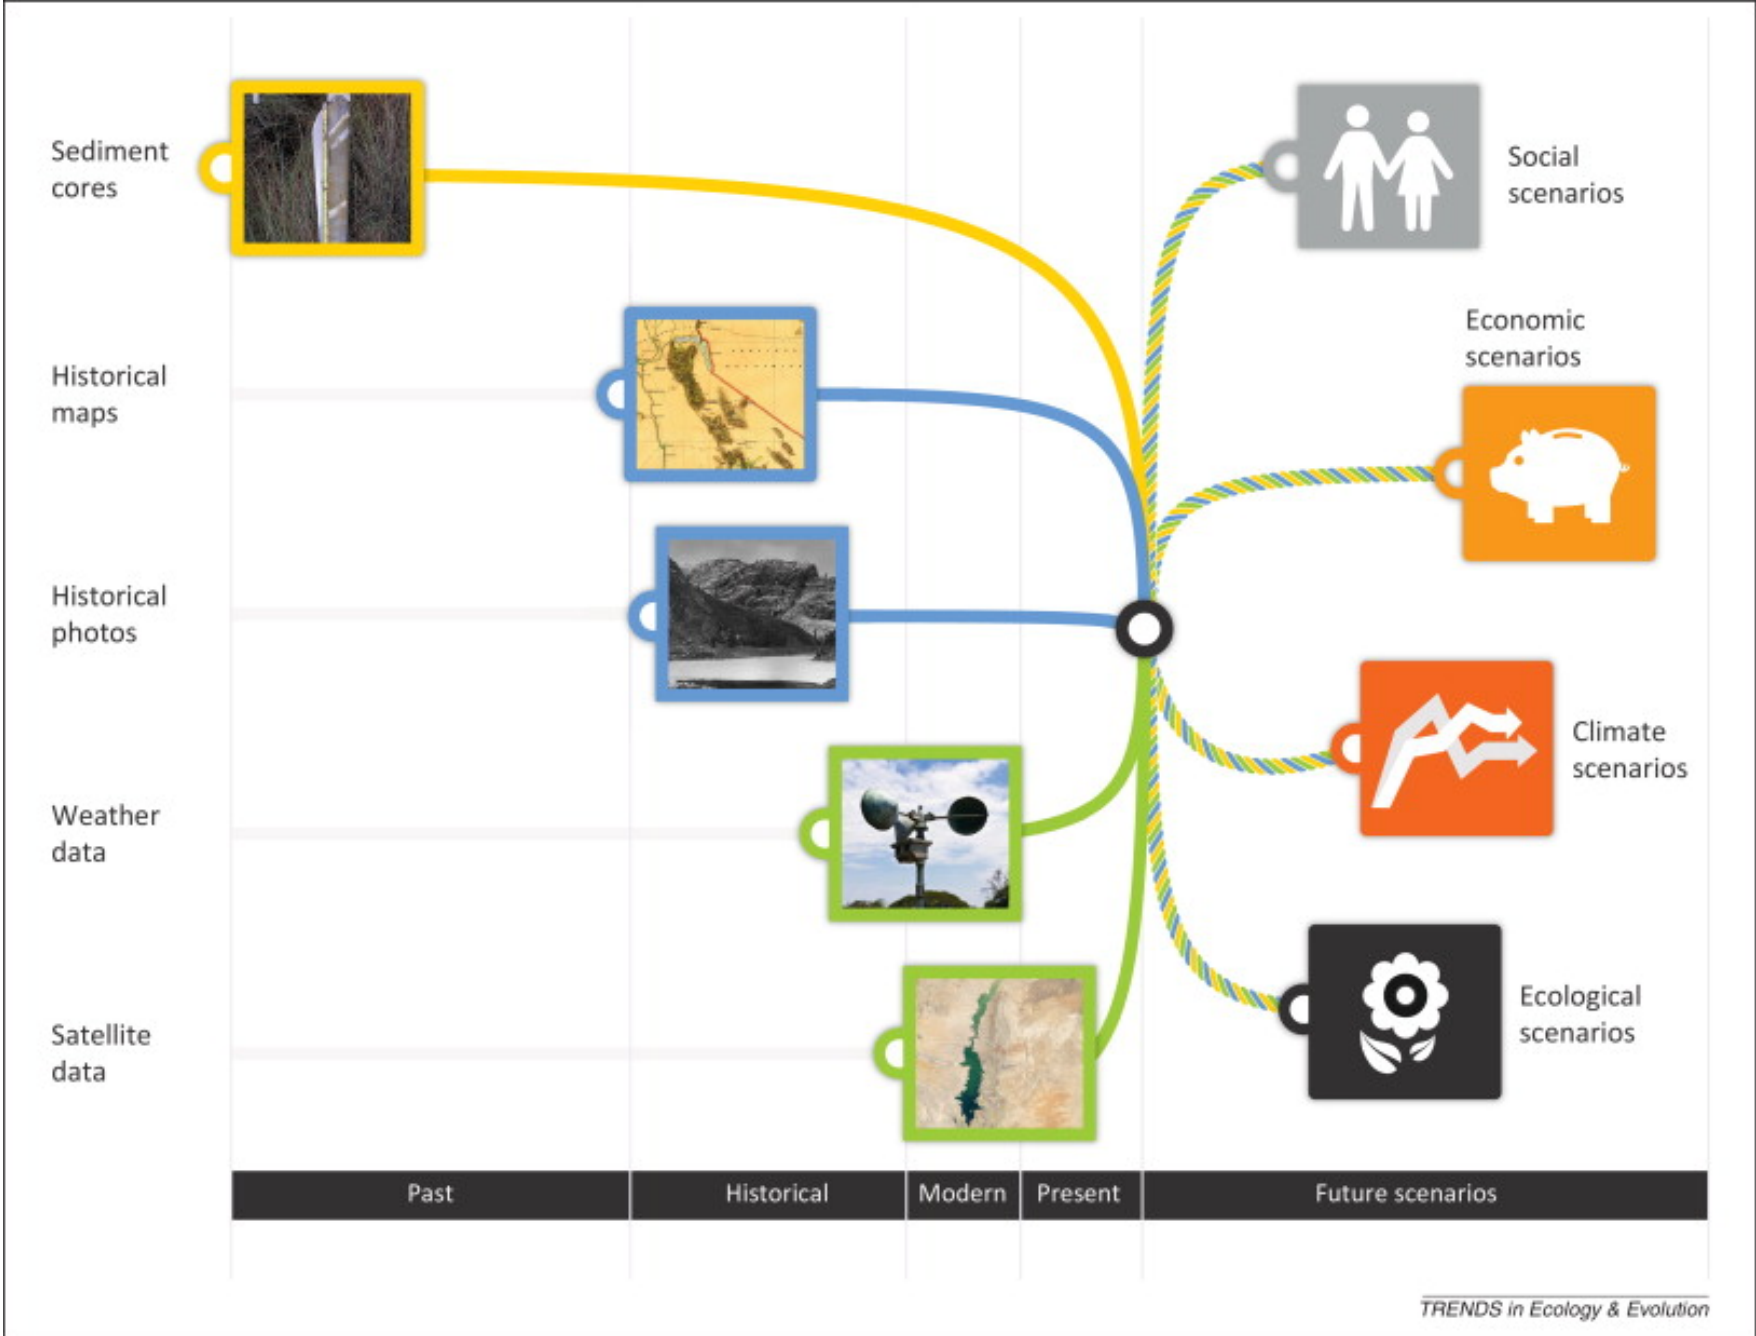 Sediment
cores
Historical
maps
Historical
photos
Weather
data
Satellite
data
Social
scenarios
Economic
scenarios
Climate
scenarios
Ecological
scenarios
Past
Historical
Modern
Present
Future scenarios
TRENDS in Ecology & Evolution